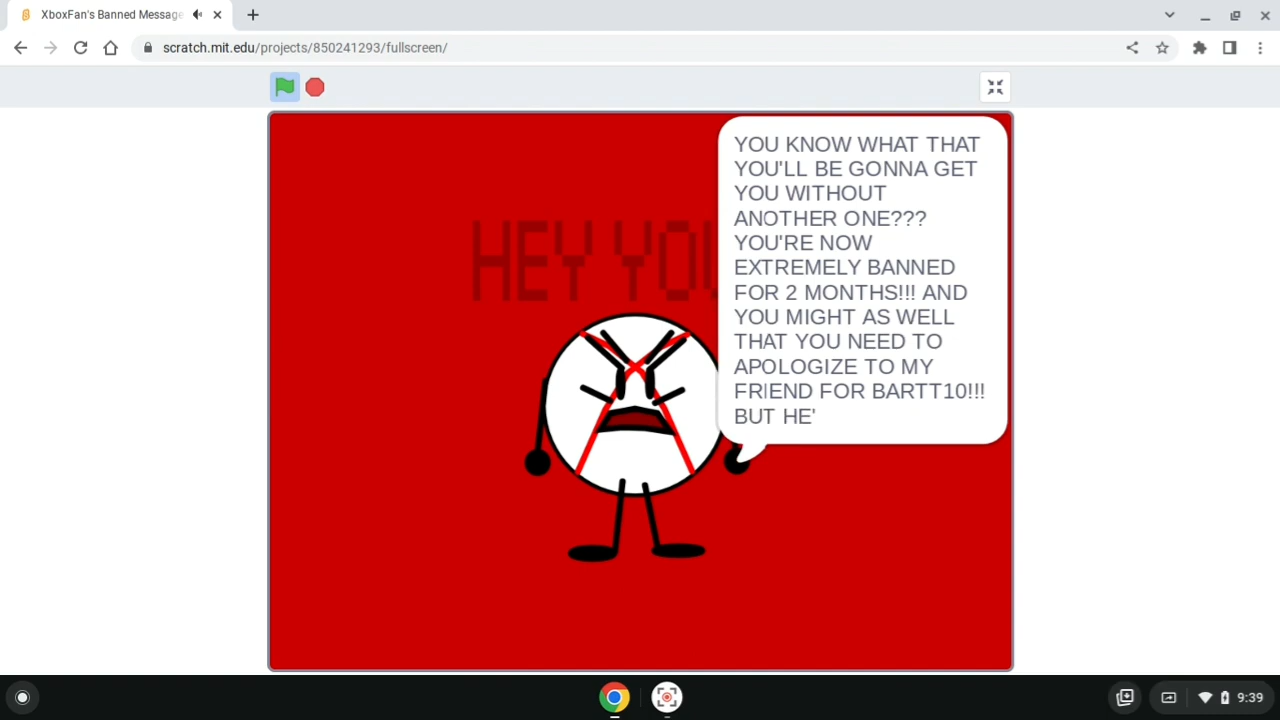 XboxFan's Banned Message
scratch.mit.edu/projects/850241293/fullscreen/
HEY YOU
YOU KNOW WHAT THAT
YOU'LL BE GONNA GET
YOU WITHOUT
ANOTHER ONE???
YOU'RE NOW
EXTREMELY BANNED
FOR 2 MONTHS!!! AND
YOU MIGHT AS WELL
THAT YOU NEED TO
APOLOGIZE TO MY
FRIEND FOR BARTT10!!!
BUT HE'
9:39